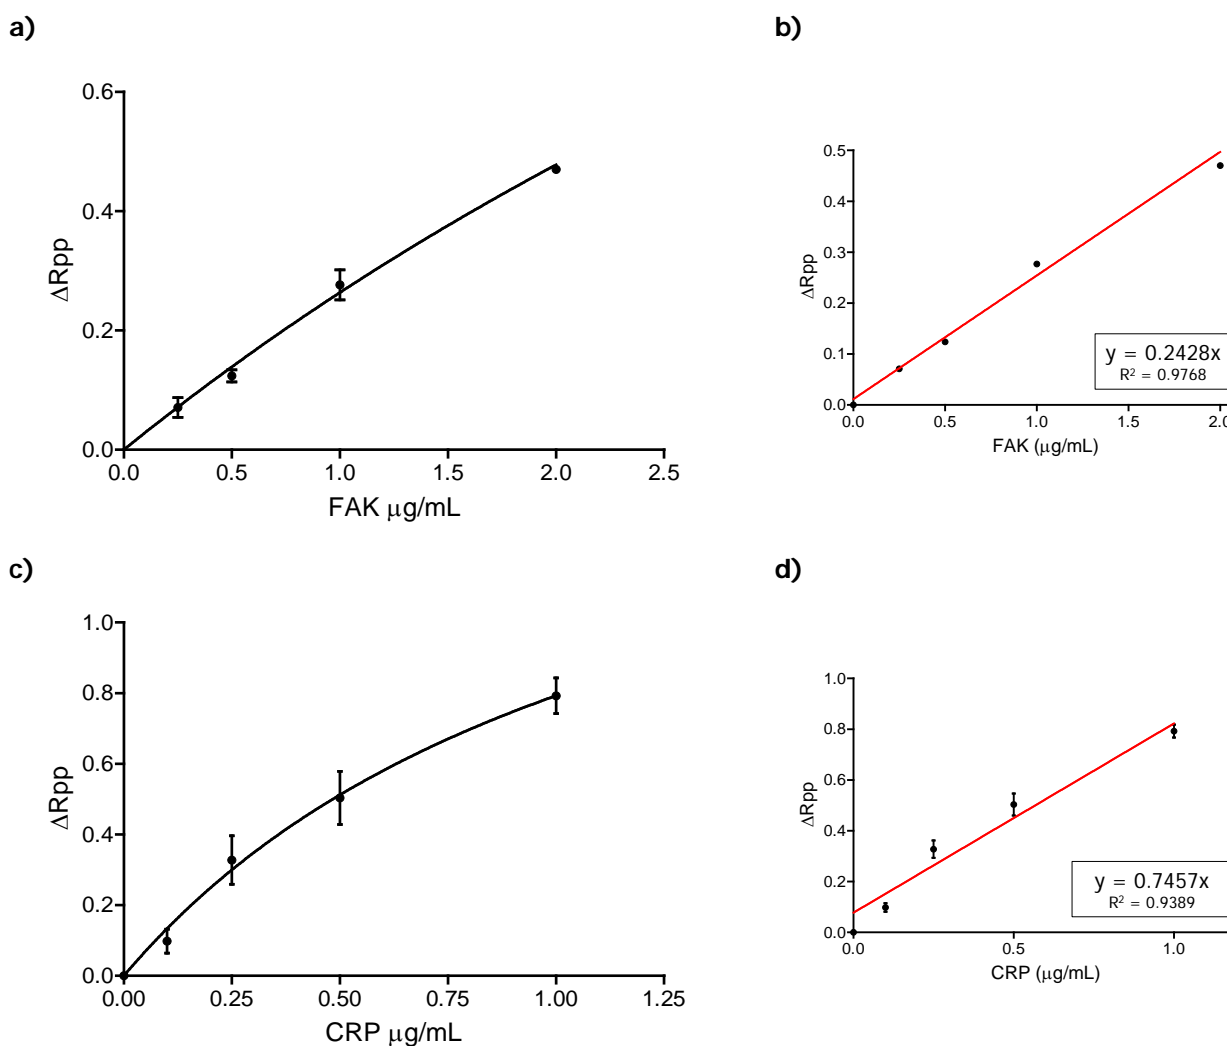 a)
0.6
0.4
0.2
0.0
ΔRpp
0.0 0.5 1.0 1.5 2.0 2.5
FAK μg/mL
b)
0.5
0.4
0.3
0.2
0.1
0.0
ΔRpp
y = 0.2428x
R² = 0.9768
0.0 0.5 1.0 1.5 2.0
FAK (μg/mL)
c)
1.0
0.8
0.6
0.4
0.2
0.0
ΔRpp
0.00 0.25 0.50 0.75 1.00 1.25
CRP μg/mL
d)
1.0
0.8
0.6
0.4
0.2
0.0
ΔRpp
y = 0.7457x
R² = 0.9389
0.0 0.5 1.0
CRP (μg/mL)